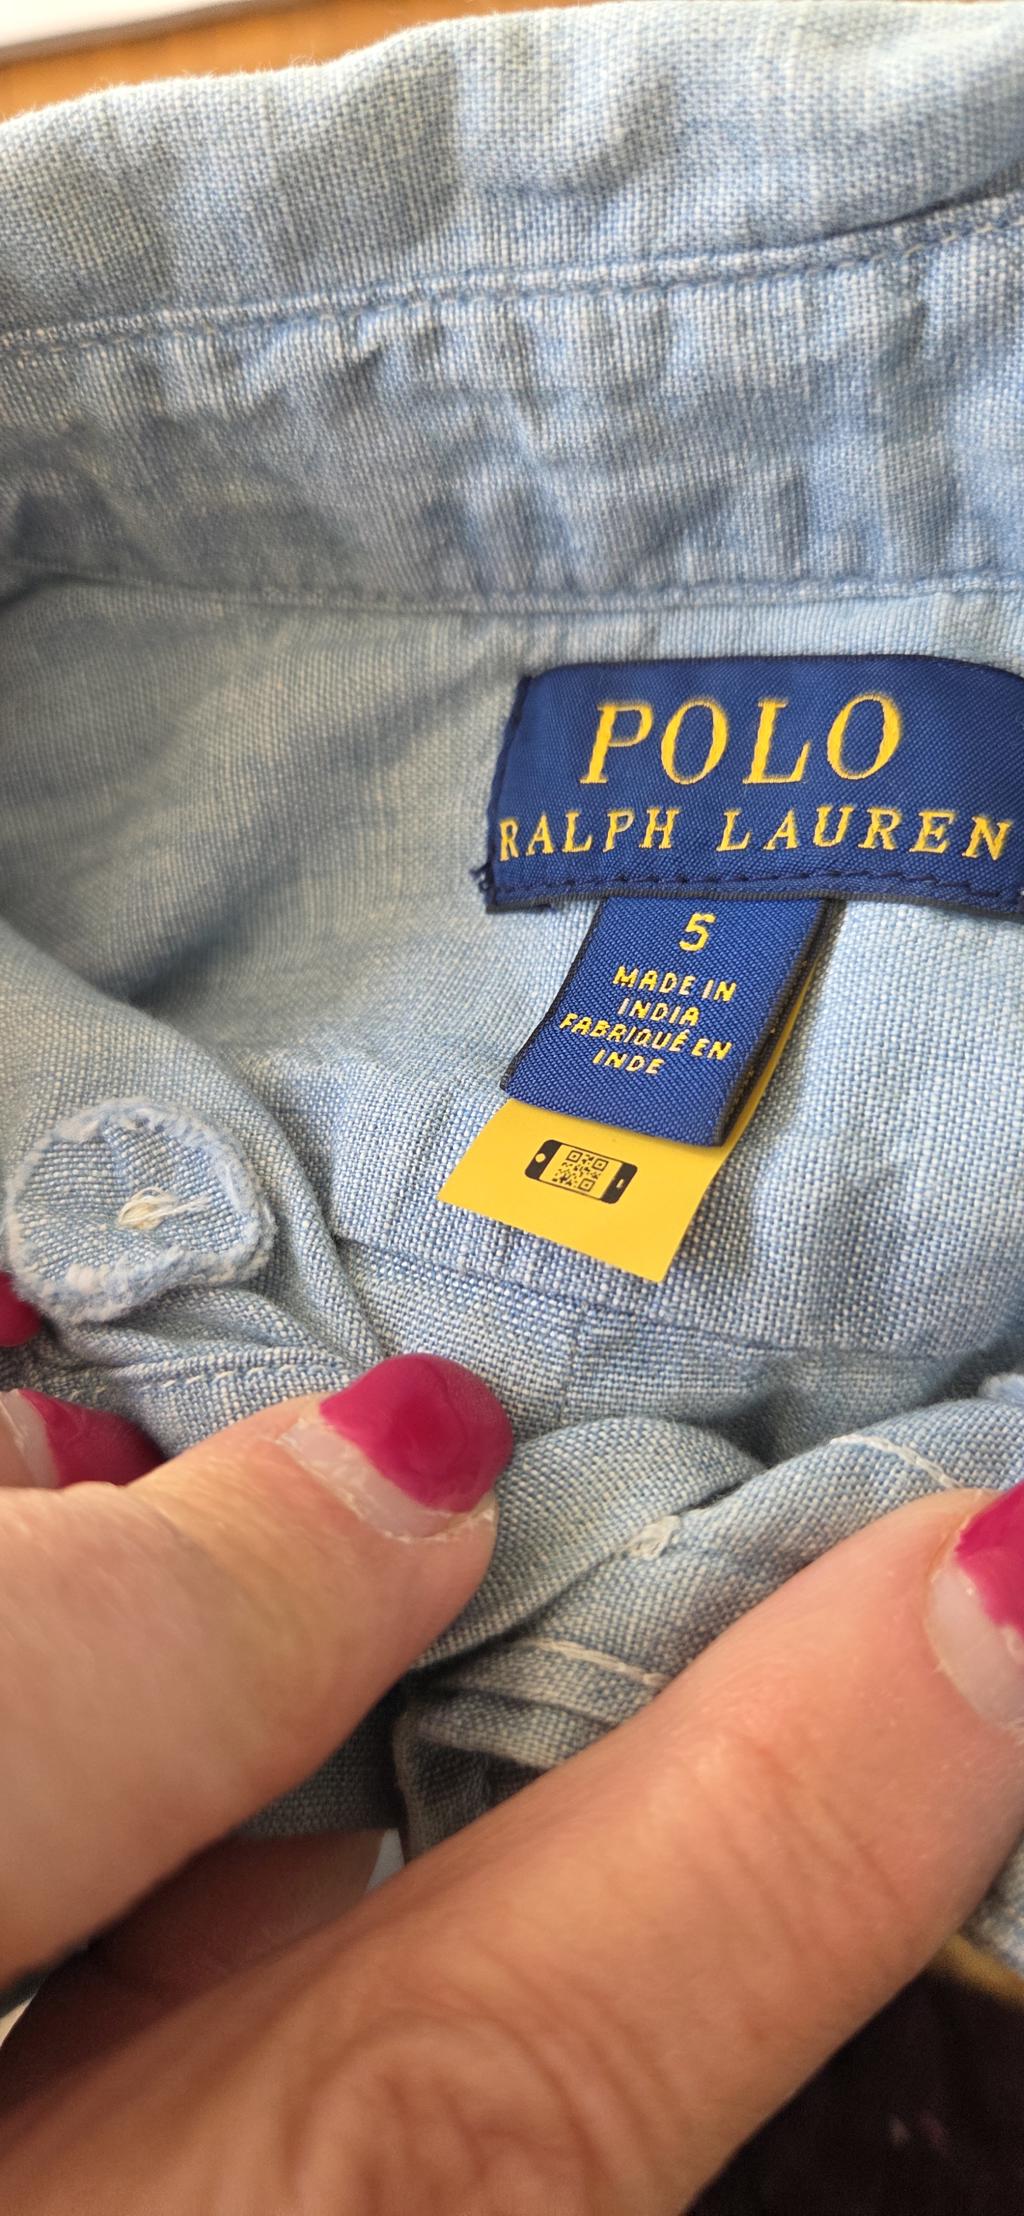 POLO
RALPH LAUREN
5
MADE IN
INDIA
FABRIQUÉ EN
INDE